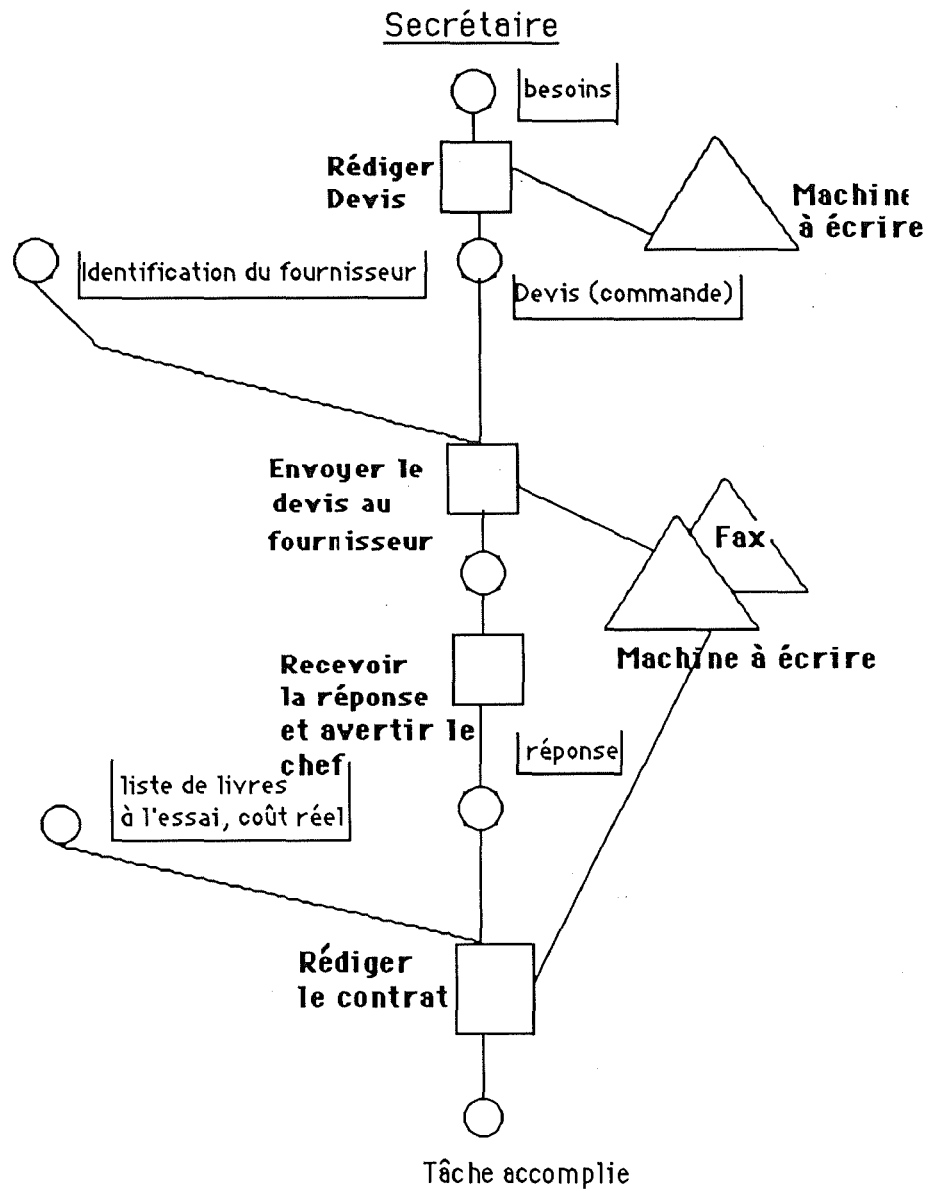 Secrétaire
besoins
Rédiger
Devis
Machine
à écrire
Identification du fournisseur
Devis (commande)
Envoyer le
devis au
fournisseur
Fax
Machine à écrire
Recevoir
la réponse
et avertir le
chef
réponse
liste de livres
à l'essai, coût réel
Rédiger
le contrat
Tâche accomplie